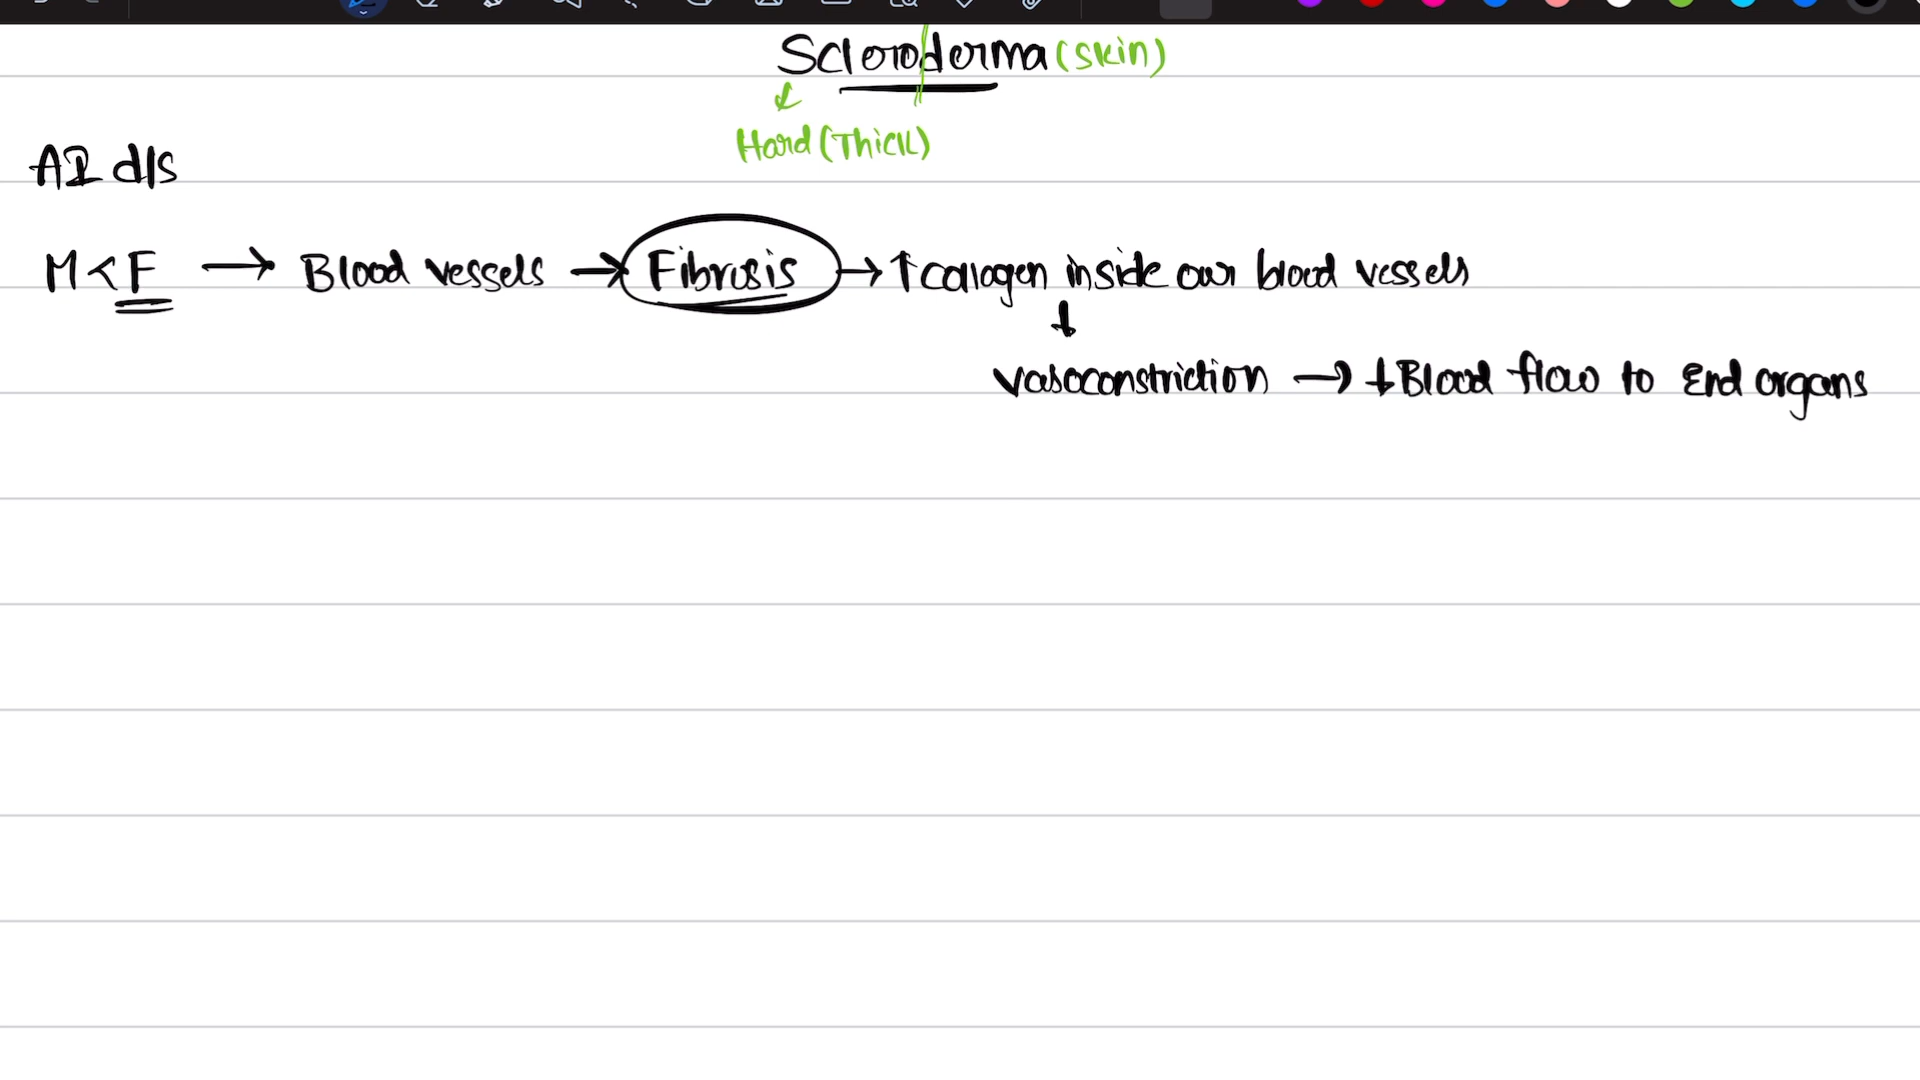 Scleroderma (skin)
Hard (Thick)
AI d/s
M < F → Blood vessels → Fibrosis → ↑ collagen inside our blood vessels
↓
vasoconstriction → ↓ Blood flow to End organs